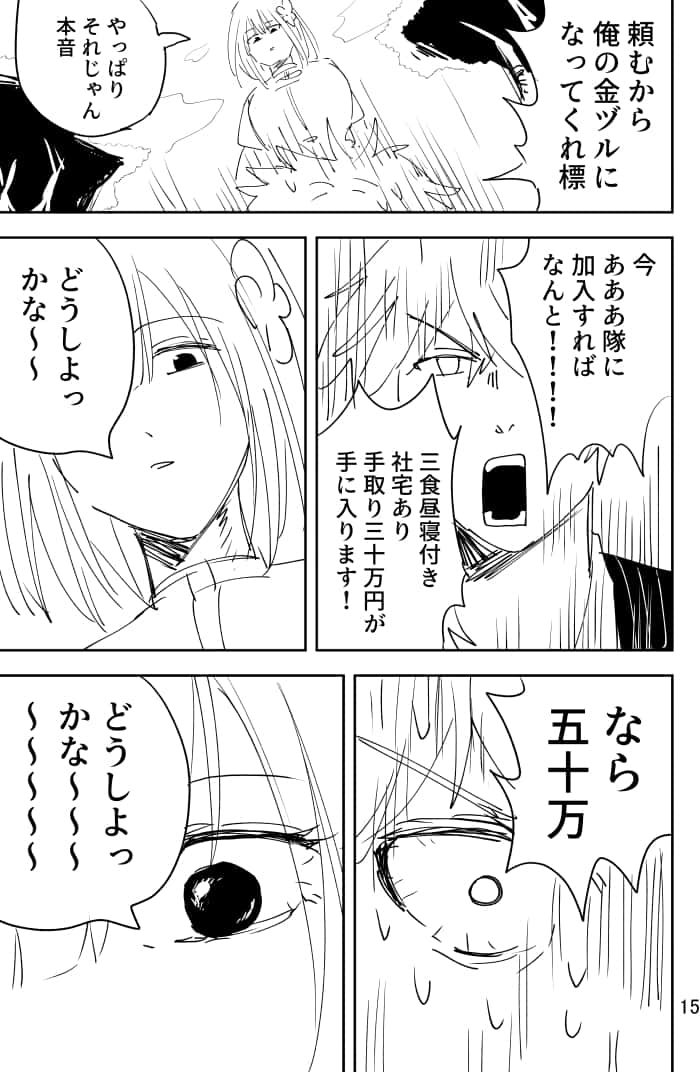 頼むから
俺の金ヅルに
なってくれ標
やっぱり
それじゃん
本音
今
あああ隊に
加入すれば
なんと！！！！
三食昼寝付き
社宅あり
手取り三十万円が
手に入ります！
どうしよっ
かな～～
なら
五十万
どうしよっ
かな～～～
～～～～～
15